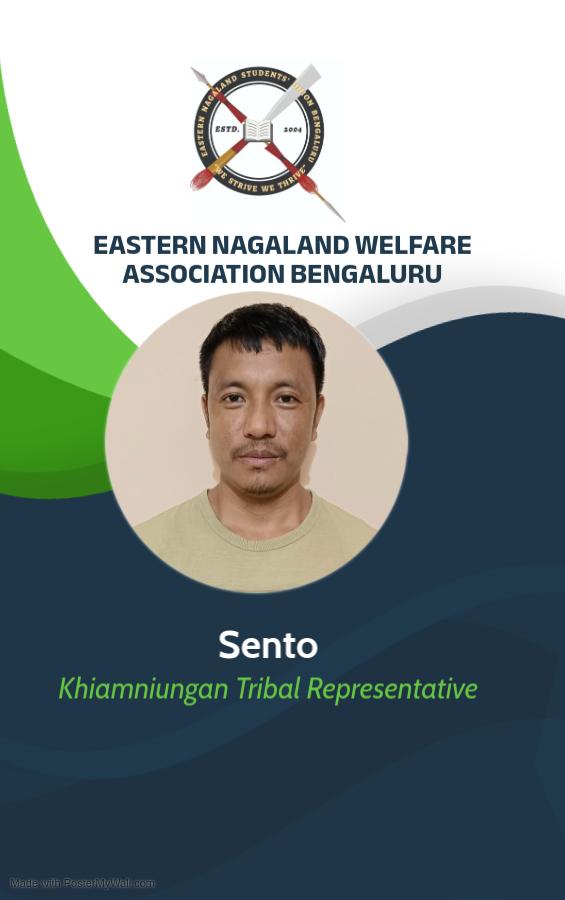 EASTERN NAGALAND STUDENTS' UNION BENGALURU
ESTD. 2004
"WE STRIVE WE THRIVE"
EASTERN NAGALAND WELFARE
ASSOCIATION BENGALURU
Sento
Khiamniungan Tribal Representative
Made with PosterMyWall.com